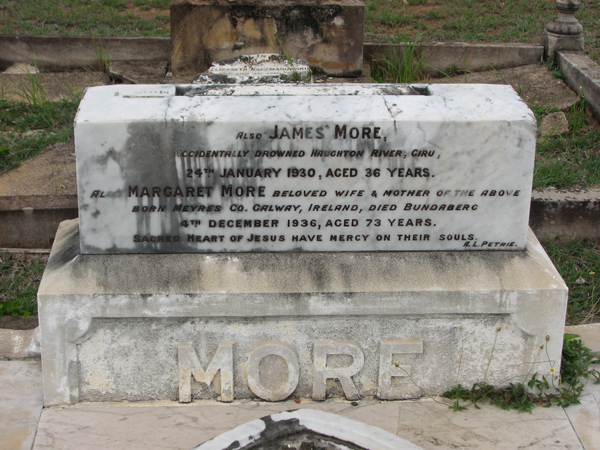 Also JAMES MORE,
ACCIDENTALLY DROWNED HAUGHTON RIVER, GIRU,
24TH JANUARY 1930, AGED 36 YEARS.
Also MARGARET MORE BELOVED WIFE & MOTHER OF THE ABOVE
BORN MEYRES CO. GALWAY, IRELAND, DIED BUNDABERG
4TH DECEMBER 1936, AGED 73 YEARS.
SACRED HEART OF JESUS HAVE MERCY ON THEIR SOULS.
A.L. PETRIE.
MORE